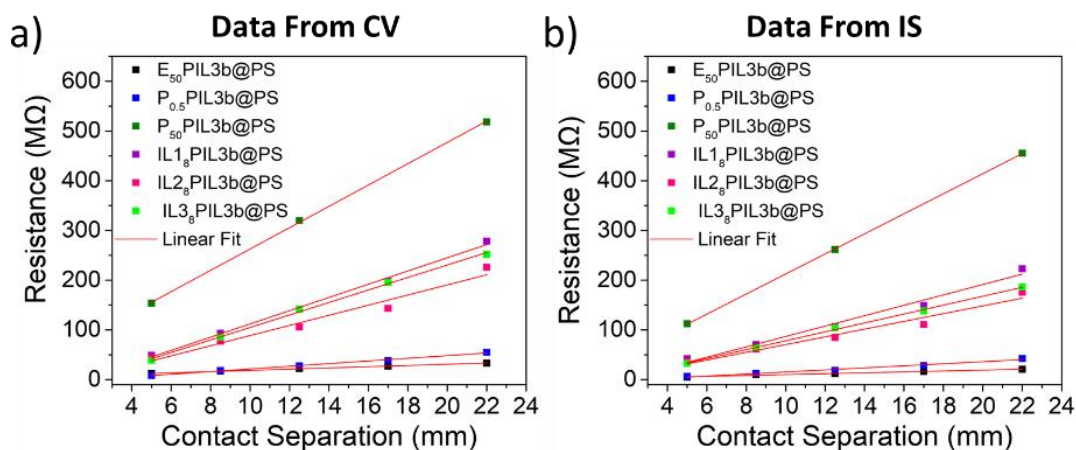 a)
Data From CV
Resistance (MΩ)
600
500
400
300
200
100
0
E50PIL3b@PS
P0.5PIL3b@PS
P50PIL3b@PS
IL18PIL3b@PS
IL28PIL3b@PS
IL38PIL3b@PS
Linear Fit
4 6 8 10 12 14 16 18 20 22 24
Contact Separation (mm)
b)
Data From IS
Resistance (MΩ)
600
500
400
300
200
100
0
E50PIL3b@PS
P0.5PIL3b@PS
P50PIL3b@PS
IL18PIL3b@PS
IL28PIL3b@PS
IL38PIL3b@PS
Linear Fit
4 6 8 10 12 14 16 18 20 22 24
Contact Separation (mm)